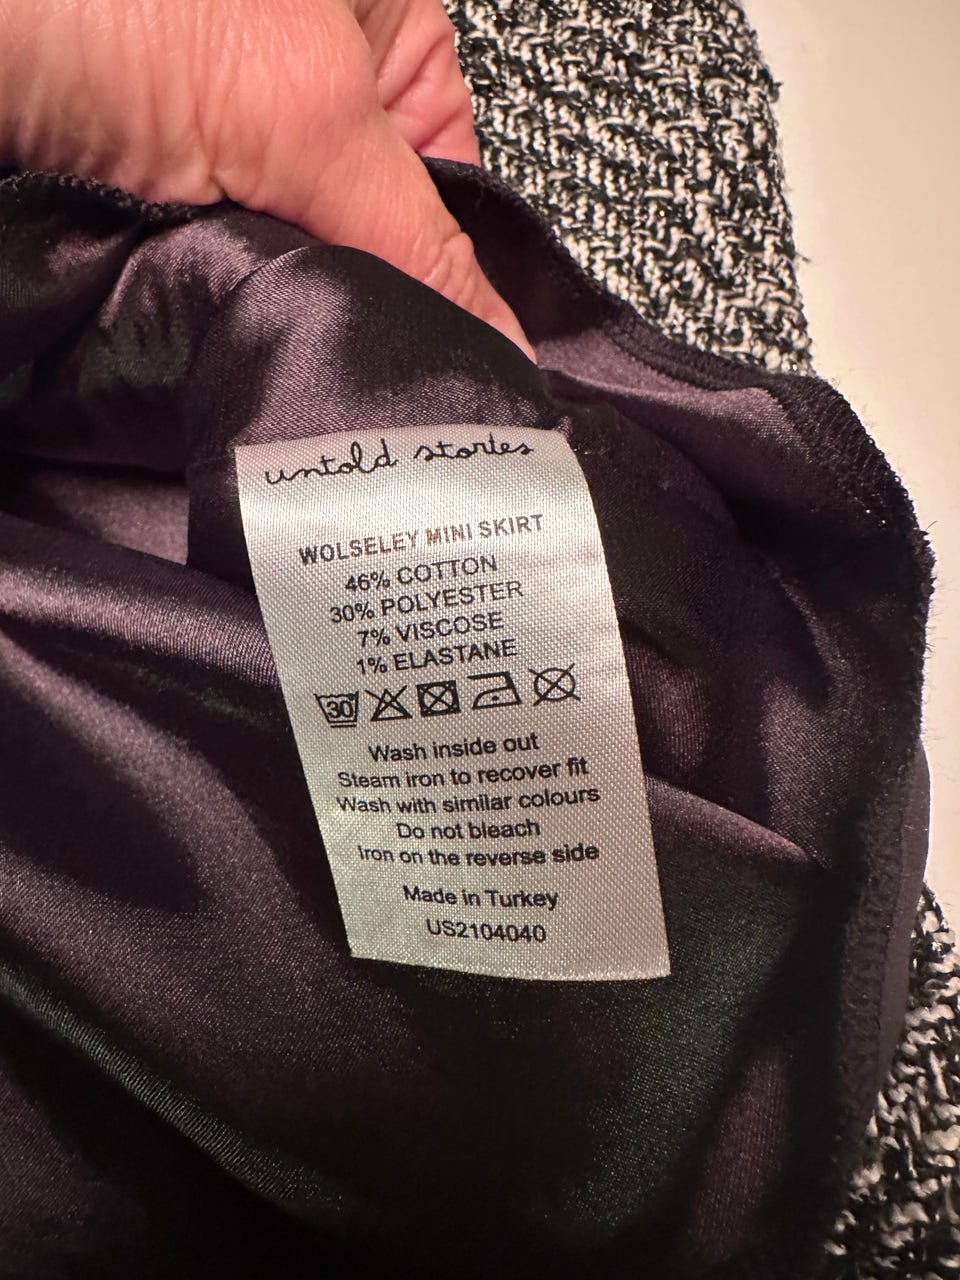 untold stories
WOLSELEY MINI SKIRT
46% COTTON
30% POLYESTER
7% VISCOSE
1% ELASTANE
30
Wash inside out
Steam iron to recover fit
Wash with similar colours
Do not bleach
Iron on the reverse side
Made in Turkey
US2104040